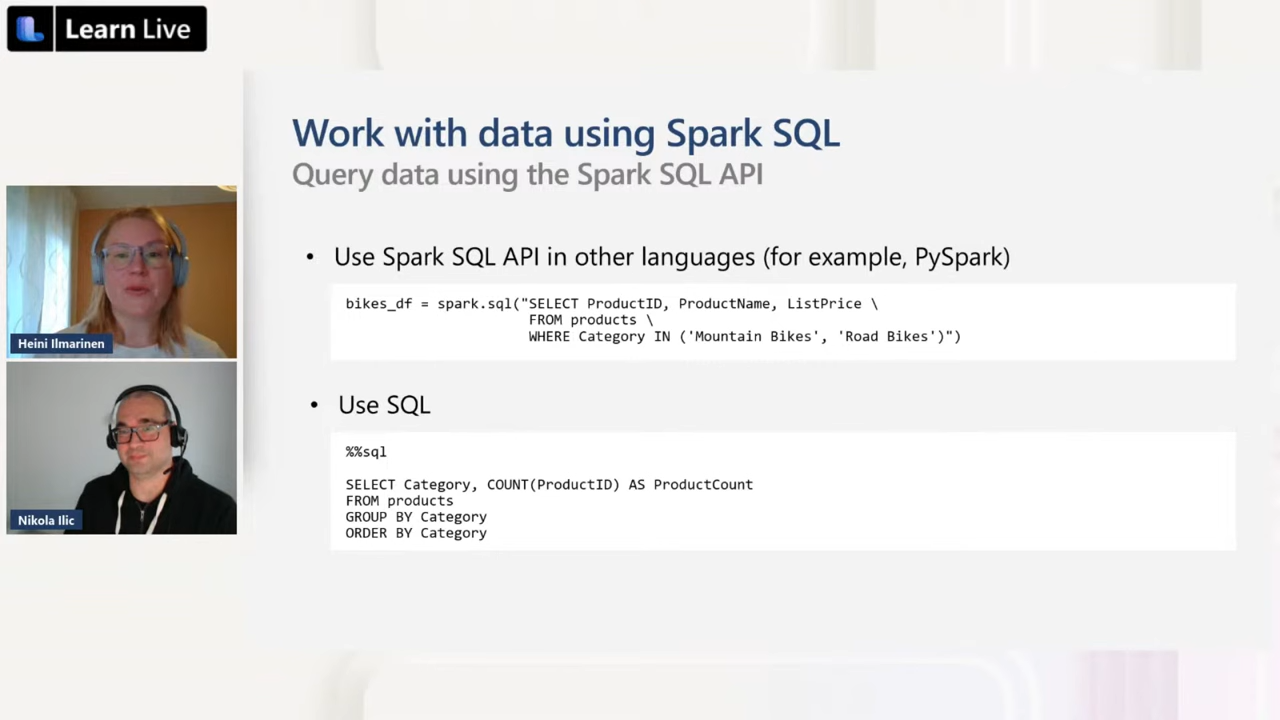 Learn Live
Work with data using Spark SQL
Query data using the Spark SQL API
• Use Spark SQL API in other languages (for example, PySpark)
bikes_df = spark.sql("SELECT ProductID, ProductName, ListPrice \
FROM products \
WHERE Category IN ('Mountain Bikes', 'Road Bikes')")
• Use SQL
%%sql
SELECT Category, COUNT(ProductID) AS ProductCount
FROM products
GROUP BY Category
ORDER BY Category
Heini Ilmarinen
Nikola Ilic